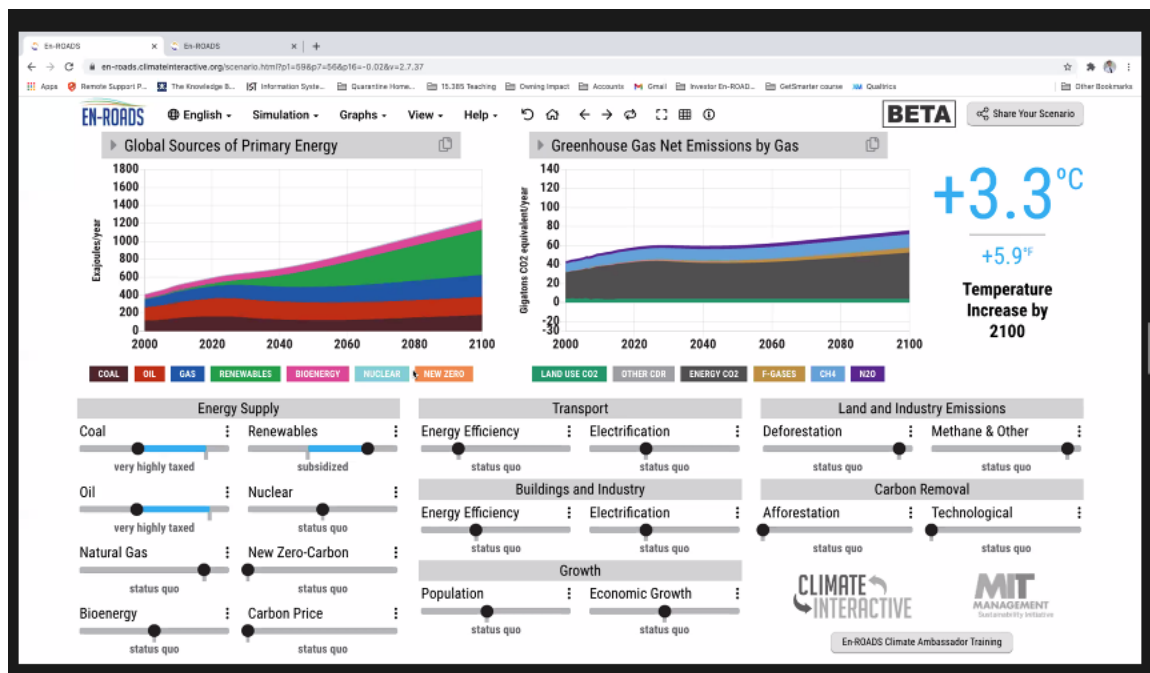 En-ROADS × En-ROADS × +
en-roads.climateinteractive.org/scenario.html?p1=59&p7=56&p16=-0.02&v=2.7.37
Apps Remote Support P... The Knowledge B... Information Syste... Quarantine Home... 15.385 Teaching Owning Impact Accounts Gmail Investor En-ROAD... GetSmarter course Qualtrics Other Bookmarks
EN-ROADS English Simulation Graphs View Help BETA Share Your Scenario
Global Sources of Primary Energy
Exajoules/year
1800
1600
1400
1200
1000
800
600
400
200
0
2000 2020 2040 2060 2080 2100
COAL OIL GAS RENEWABLES BIOENERGY NUCLEAR NEW ZERO
Greenhouse Gas Net Emissions by Gas
Gigatons CO2 equivalent/year
140
120
100
80
60
40
20
0
-20
-30
2000 2020 2040 2060 2080 2100
LAND USE CO2 OTHER CDR ENERGY CO2 F-GASES CH4 N2O
+3.3°C
+5.9°F
Temperature
Increase by
2100
Energy Supply
Coal Renewables
very highly taxed subsidized
Oil Nuclear
very highly taxed status quo
Natural Gas New Zero-Carbon
status quo status quo
Bioenergy Carbon Price
status quo status quo
Transport
Energy Efficiency Electrification
status quo status quo
Buildings and Industry
Energy Efficiency Electrification
status quo status quo
Growth
Population Economic Growth
status quo status quo
Land and Industry Emissions
Deforestation Methane & Other
status quo status quo
Carbon Removal
Afforestation Technological
status quo status quo
CLIMATE
INTERACTIVE
MIT
MANAGEMENT
Sustainability Initiative
En-ROADS Climate Ambassador Training